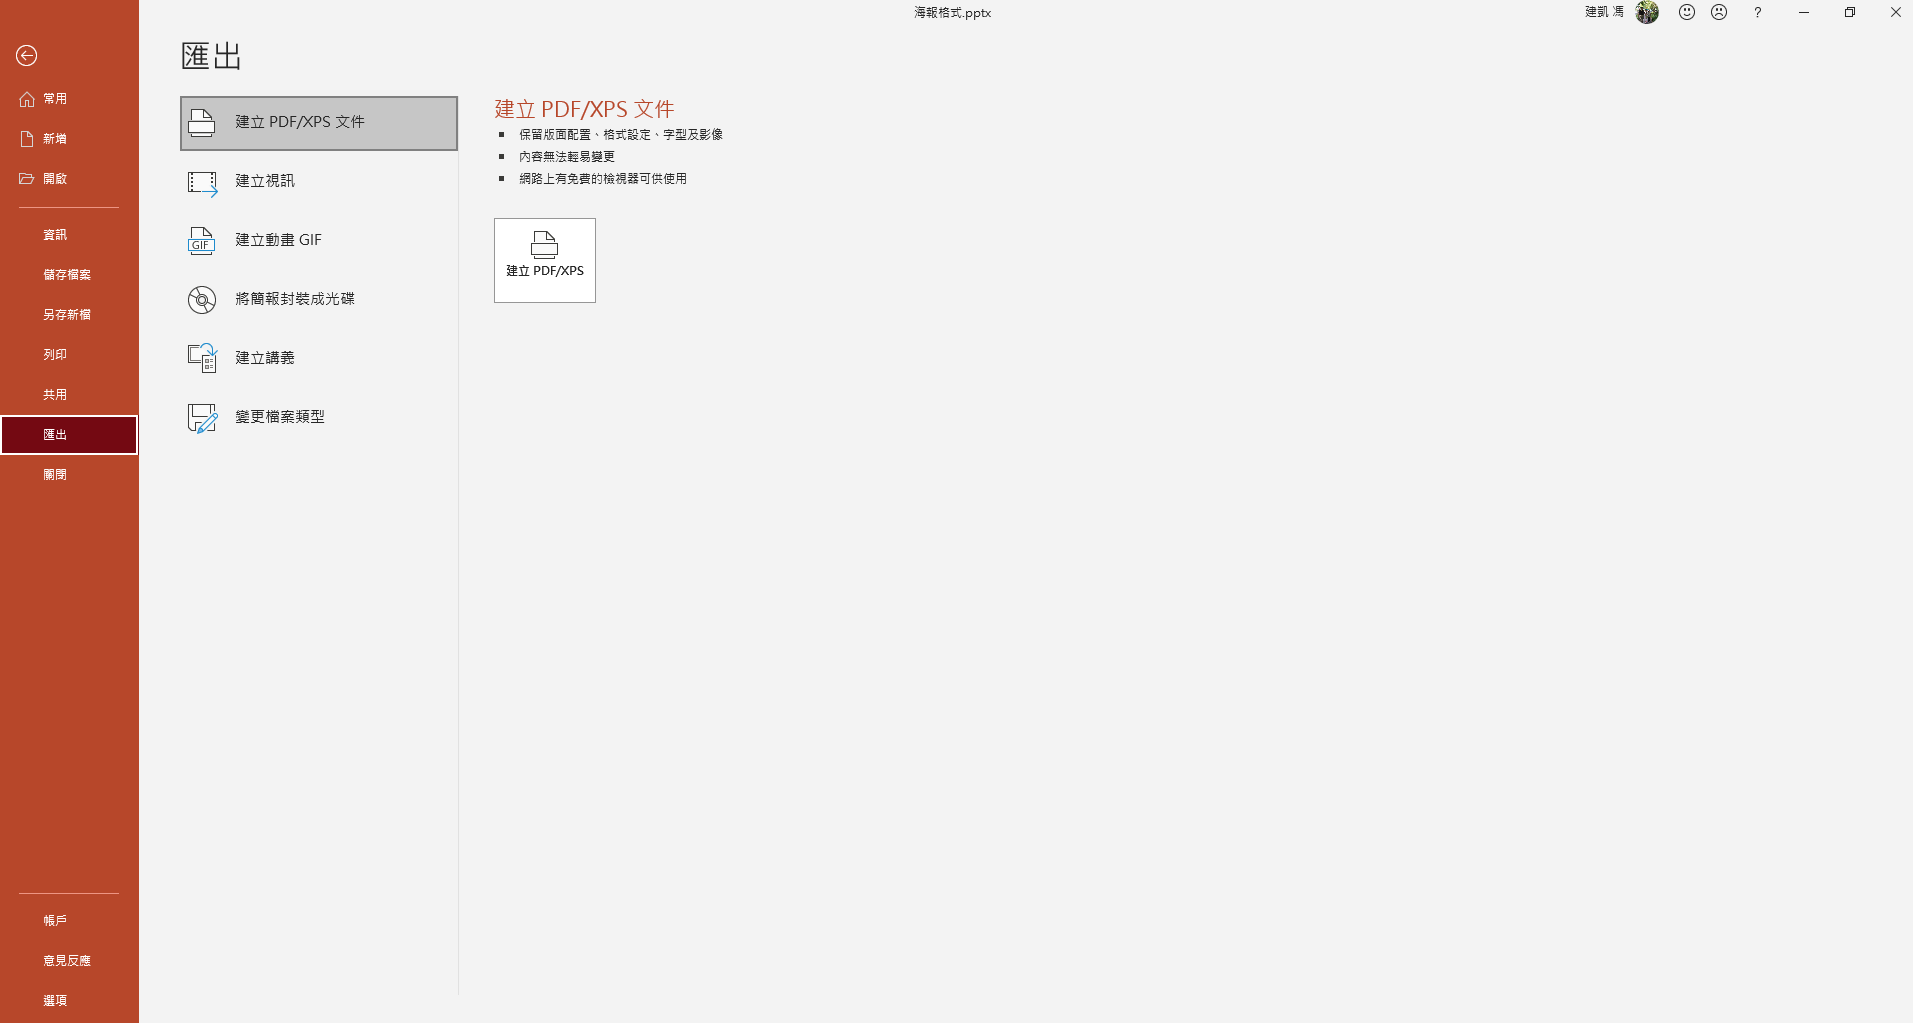 海報格式.pptx
建凱 馮
?
匯出
常用
新增
開啟
資訊
儲存檔案
另存新檔
列印
共用
匯出
關閉
帳戶
意見反應
選項
建立 PDF/XPS 文件
建立視訊
GIF
建立動畫 GIF
將簡報封裝成光碟
建立講義
變更檔案類型
建立 PDF/XPS 文件
▪ 保留版面配置、格式設定、字型及影像
▪ 內容無法輕易變更
▪ 網路上有免費的檢視器可供使用
建立 PDF/XPS